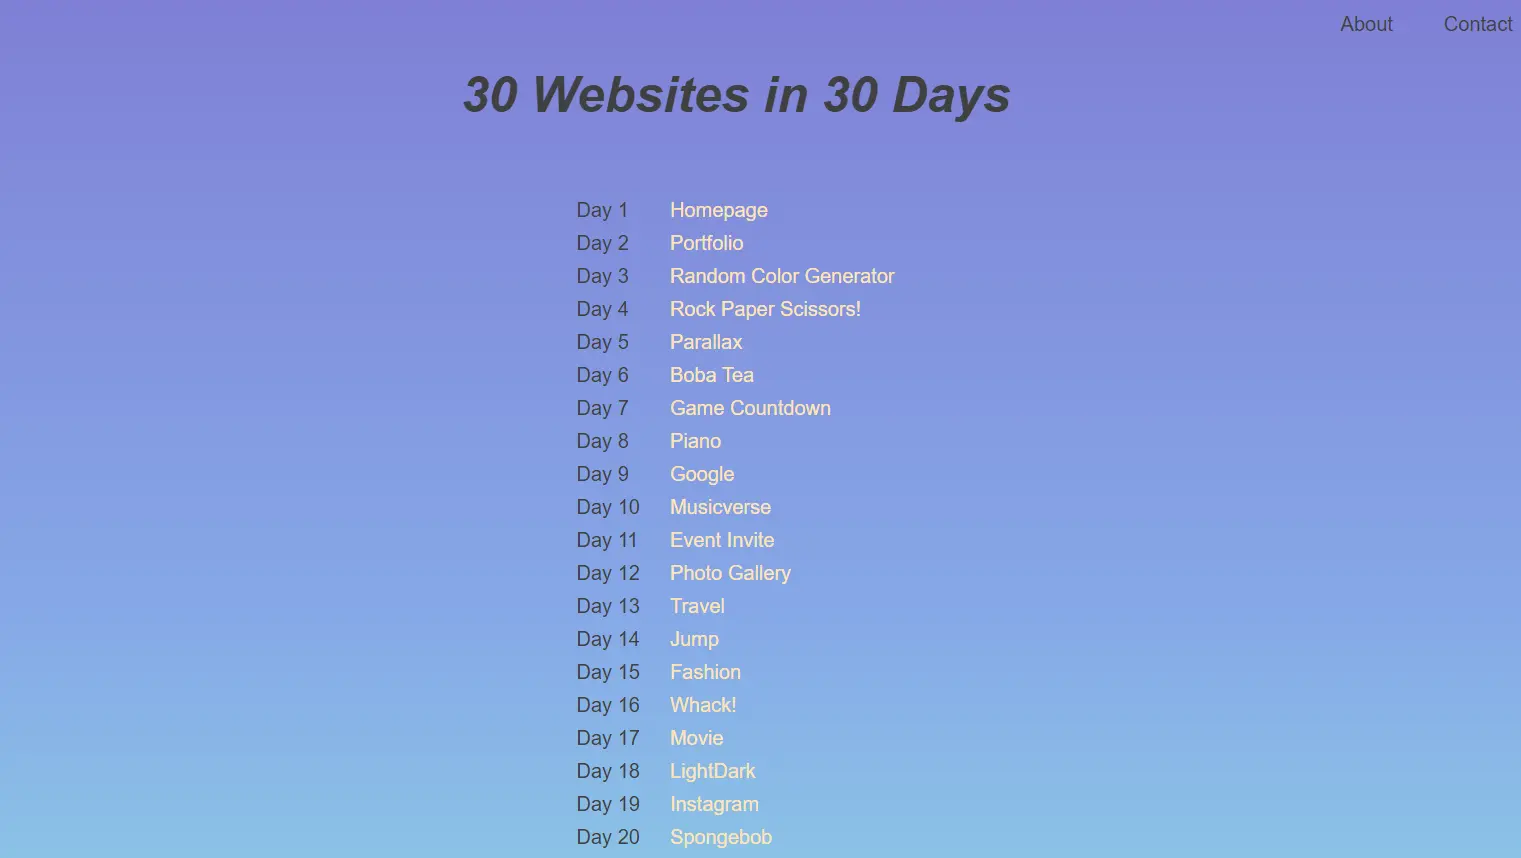 About Contact
30 Websites in 30 Days
Day 1 Homepage
Day 2 Portfolio
Day 3 Random Color Generator
Day 4 Rock Paper Scissors!
Day 5 Parallax
Day 6 Boba Tea
Day 7 Game Countdown
Day 8 Piano
Day 9 Google
Day 10 Musicverse
Day 11 Event Invite
Day 12 Photo Gallery
Day 13 Travel
Day 14 Jump
Day 15 Fashion
Day 16 Whack!
Day 17 Movie
Day 18 LightDark
Day 19 Instagram
Day 20 Spongebob